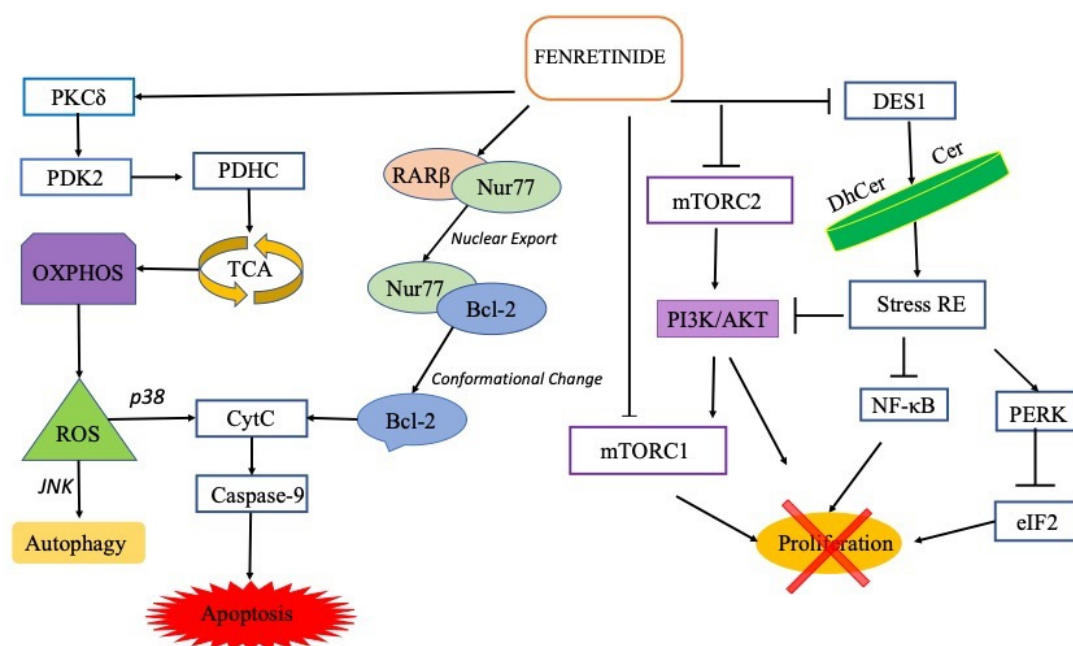 FENRETINIDE
PKCδ
DES1
PDK2
PDHC
RARβ
Nur77
mTORC2
Cer
DhCer
Nuclear Export
OXPHOS
TCA
Nur77
Bcl-2
PI3K/AKT
Stress RE
Conformational Change
p38
ROS
CytC
Bcl-2
NF-κB
PERK
mTORC1
JNK
Caspase-9
eIF2
Autophagy
Proliferation
Apoptosis